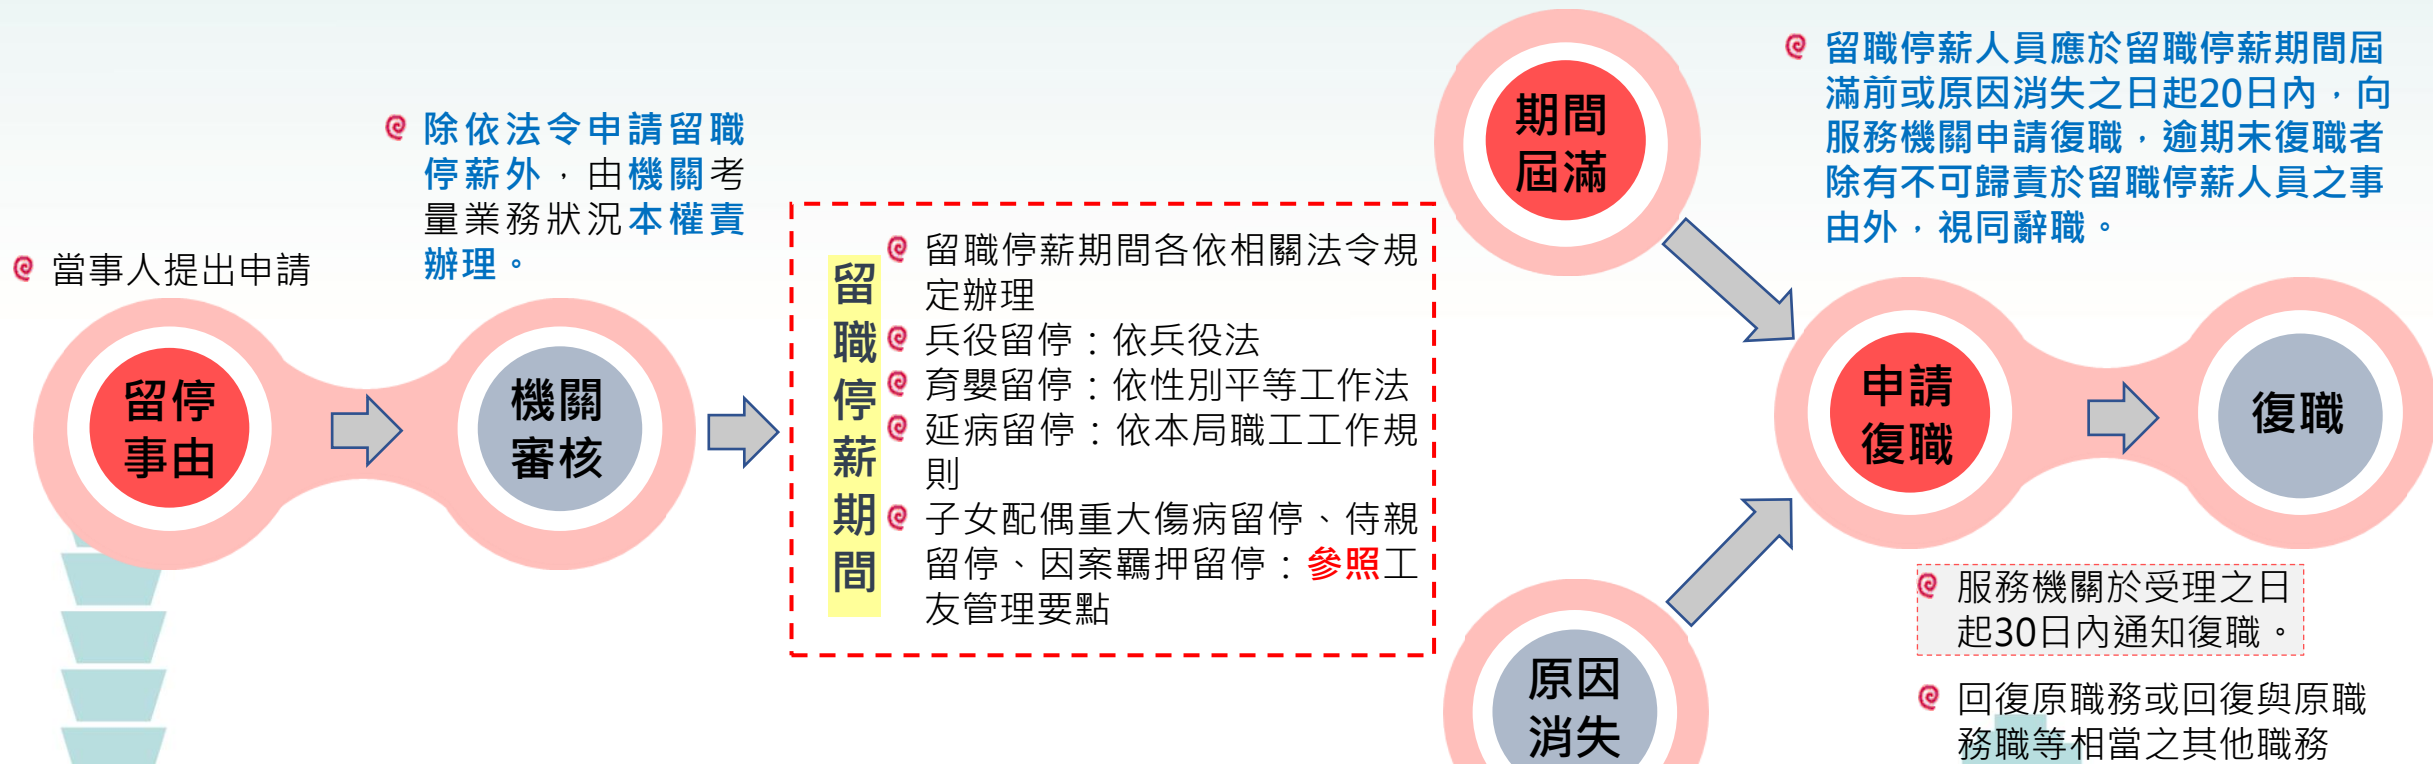 當事人提出申請
留停
事由
除依法令申請留職
停薪外，由機關考
量業務狀況本權責
辦理。
機關
審核
留職停薪期間
留職停薪期間各依相關法令規
定辦理
兵役留停：依兵役法
育嬰留停：依性別平等工作法
延病留停：依本局職工工作規
則
子女配偶重大傷病留停、侍親
留停、因案羈押留停：參照工
友管理要點
期間
屆滿
原因
消失
留職停薪人員應於留職停薪期間屆
滿前或原因消失之日起20日內，向
服務機關申請復職，逾期未復職者
除有不可歸責於留職停薪人員之事
由外，視同辭職。
申請
復職
復職
服務機關於受理之日
起30日內通知復職。
回復原職務或回復與原職
務職等相當之其他職務